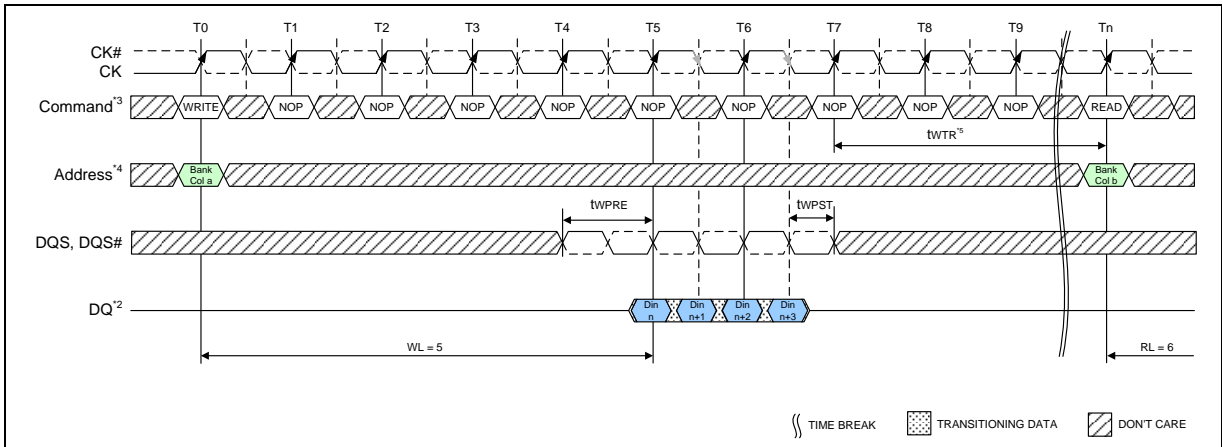 T0 T1 T2 T3 T4 T5 T6 T7 T8 T9 Tn
CK#
CK
Command*3 WRITE NOP NOP NOP NOP NOP NOP NOP NOP NOP READ
tWTR*5
Address*4 Bank Col a Bank Col b
tWPRE tWPST
DQS, DQS#
DQ*2 Din n Din n+1 Din n+2 Din n+3
WL = 5 RL = 6
TIME BREAK TRANSITIONING DATA DON'T CARE